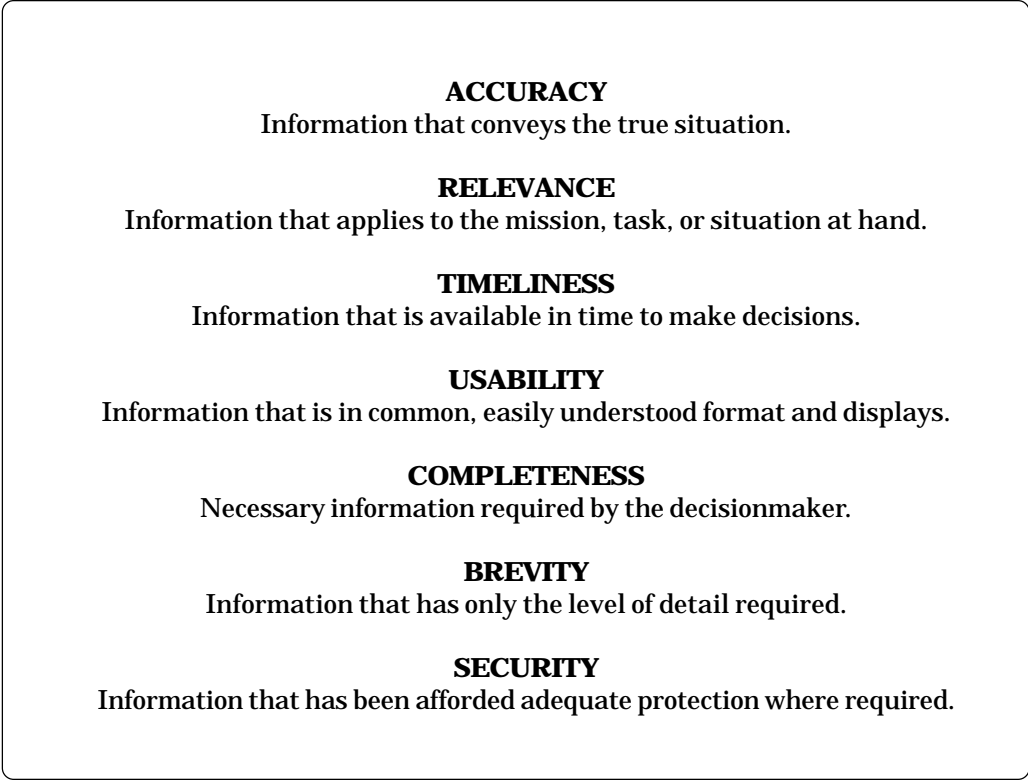 ACCURACY
Information that conveys the true situation.
RELEVANCE
Information that applies to the mission, task, or situation at hand.
TIMELINESS
Information that is available in time to make decisions.
USABILITY
Information that is in common, easily understood format and displays.
COMPLETENESS
Necessary information required by the decisionmaker.
BREVITY
Information that has only the level of detail required.
SECURITY
Information that has been afforded adequate protection where required.